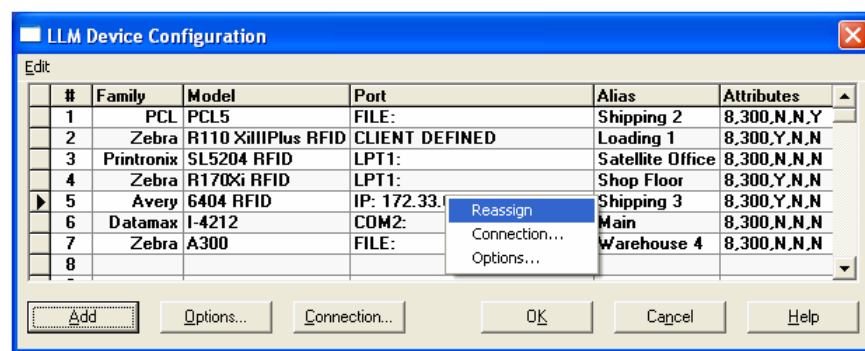 LLM Device Configuration
Edit
# Family Model Port Alias Attributes
1 PCL PCL5 FILE: Shipping 2 8,300,N,N,Y
2 Zebra R110 XiIIIPlus RFID CLIENT DEFINED Loading 1 8,300,Y,N,N
3 Printronix SL5204 RFID LPT1: Satellite Office 8,300,N,N,N
4 Zebra R170Xi RFID LPT1: Shop Floor 8,300,Y,N,N
5 Avery 6404 RFID IP: 172.33. Shipping 3 8,300,Y,N,N
6 Datamax I-4212 COM2: Main 8,300,N,N,N
7 Zebra A300 FILE: Warehouse 4 8,300,N,N,N
8
Reassign
Connection...
Options...
Add Options... Connection... OK Cancel Help